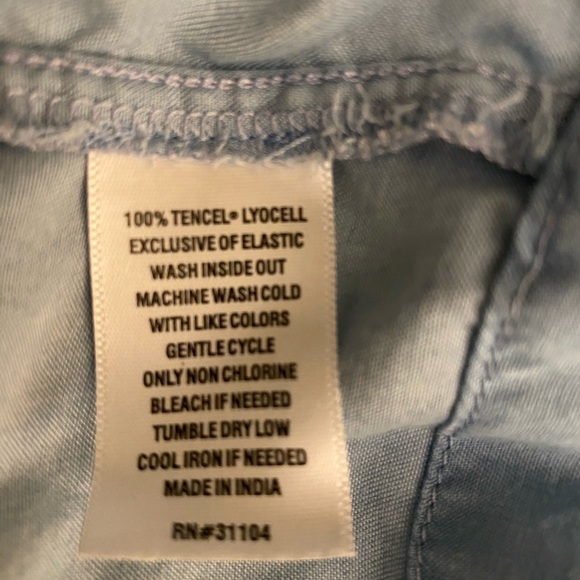 100% TENCEL® LYOCELL
EXCLUSIVE OF ELASTIC
WASH INSIDE OUT
MACHINE WASH COLD
WITH LIKE COLORS
GENTLE CYCLE
ONLY NON CHLORINE
BLEACH IF NEEDED
TUMBLE DRY LOW
COOL IRON IF NEEDED
MADE IN INDIA
RN#31104